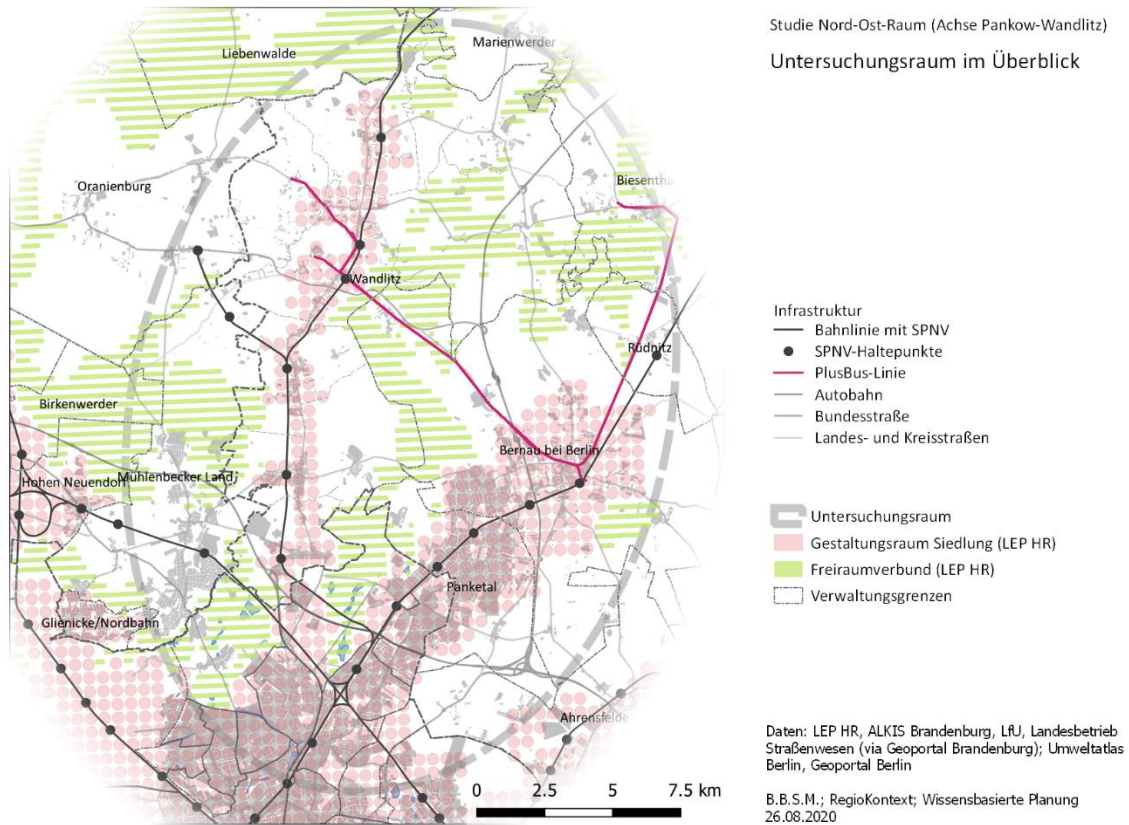 Studie Nord-Ost-Raum (Achse Pankow-Wandlitz)
Untersuchungsraum im Überblick
Marienwerder
Liebenwalde
Oranienburg
Biesentha
Wandlitz
Rüdnitz
Birkenwerder
Bernau bei Berlin
Hohen Neuendorf
Mühlenbecker Land
Panketal
Glienicke/Nordbahn
Ahrensfelde
0 2.5 5 7.5 km
Infrastruktur
Bahnlinie mit SPNV
SPNV-Haltepunkte
PlusBus-Linie
Autobahn
Bundesstraße
Landes- und Kreisstraßen
Untersuchungsraum
Gestaltungsraum Siedlung (LEP HR)
Freiraumverbund (LEP HR)
Verwaltungsgrenzen
Daten: LEP HR, ALKIS Brandenburg, LfU, Landesbetrieb
Straßenwesen (via Geoportal Brandenburg); Umweltatlas
Berlin, Geoportal Berlin
B.B.S.M.; RegioKontext; Wissensbasierte Planung
26.08.2020